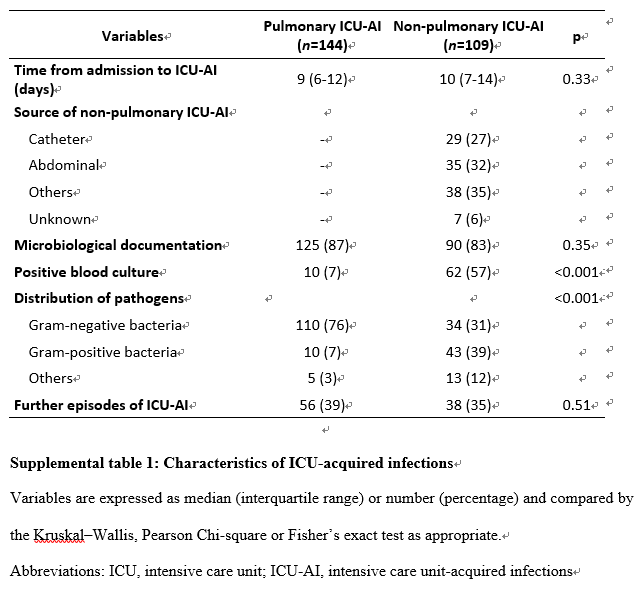 Variables Pulmonary ICU-AI (n=144) Non-pulmonary ICU-AI (n=109) p
Time from admission to ICU-AI (days) 9 (6-12) 10 (7-14) 0.33
Source of non-pulmonary ICU-AI
Catheter - 29 (27)
Abdominal - 35 (32)
Others - 38 (35)
Unknown - 7 (6)
Microbiological documentation 125 (87) 90 (83) 0.35
Positive blood culture 10 (7) 62 (57) <0.001
Distribution of pathogens <0.001
Gram-negative bacteria 110 (76) 34 (31)
Gram-positive bacteria 10 (7) 43 (39)
Others 5 (3) 13 (12)
Further episodes of ICU-AI 56 (39) 38 (35) 0.51
Supplemental table 1: Characteristics of ICU-acquired infections
Variables are expressed as median (interquartile range) or number (percentage) and compared by
the Kruskal–Wallis, Pearson Chi-square or Fisher's exact test as appropriate.
Abbreviations: ICU, intensive care unit; ICU-AI, intensive care unit-acquired infections